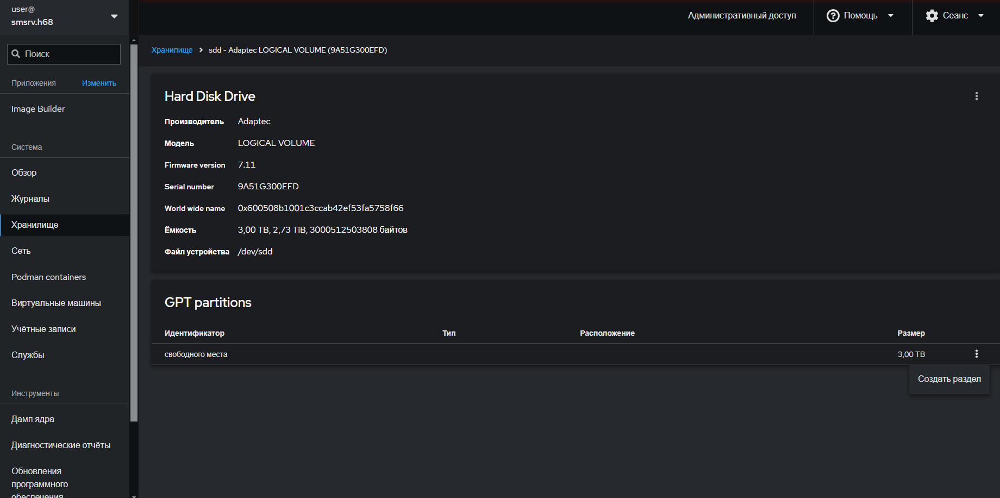 user@
smsrv.h68
Административный доступ
Помощь
Сеанс
Поиск
Приложения Изменить
Image Builder
Система
Обзор
Журналы
Хранилище
Сеть
Podman containers
Виртуальные машины
Учётные записи
Службы
Инструменты
Дамп ядра
Диагностические отчёты
Обновления
программного
обеспечения
Хранилище > sdd - Adaptec LOGICAL VOLUME (9A51G300EFD)
Hard Disk Drive
Производитель Adaptec
Модель LOGICAL VOLUME
Firmware version 7.11
Serial number 9A51G300EFD
World wide name 0x600508b1001c3ccab42ef53fa5758f66
Ёмкость 3,00 TB, 2,73 TiB, 3000512503808 байтов
Файл устройства /dev/sdd
GPT partitions
Идентификатор Тип Расположение Размер
свободного места 3,00 TB
Создать раздел